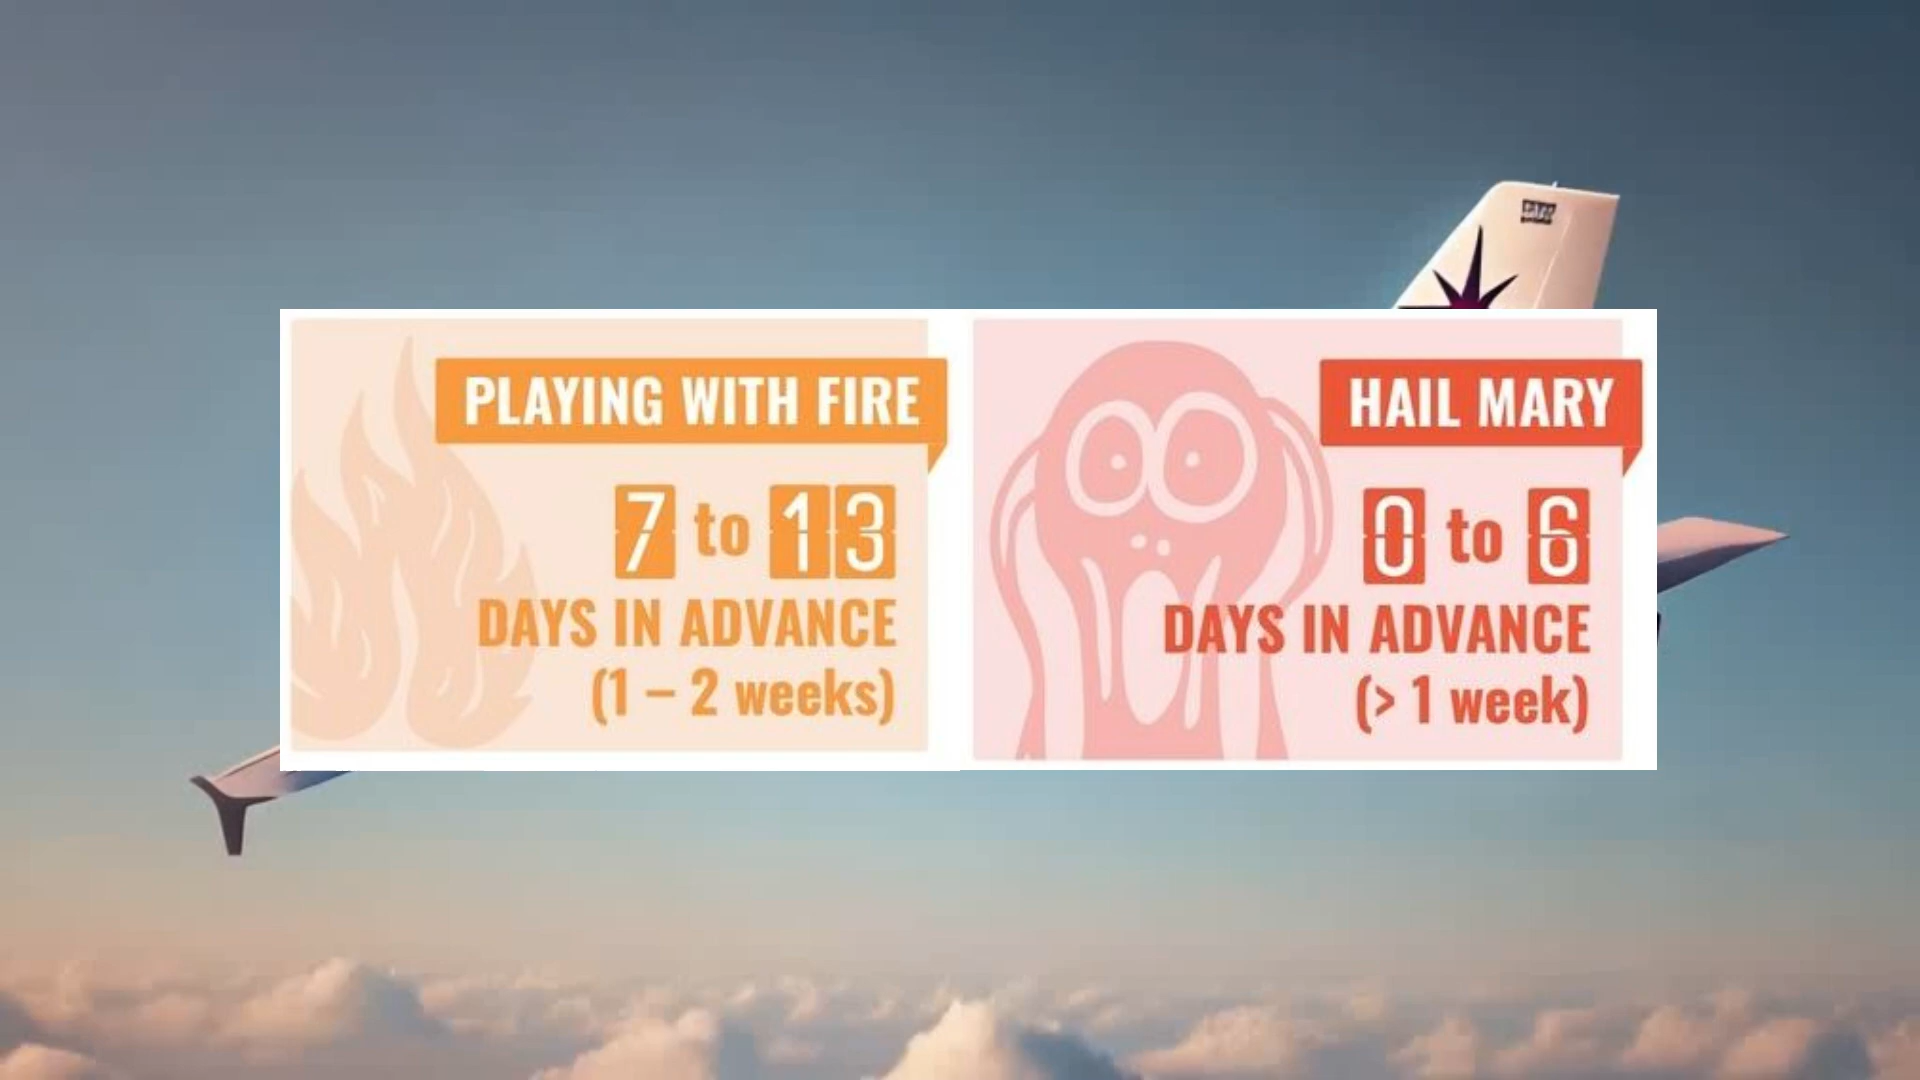 PLAYING WITH FIRE
7 to 13
DAYS IN ADVANCE
(1 – 2 weeks)
HAIL MARY
0 to 6
DAYS IN ADVANCE
(> 1 week)